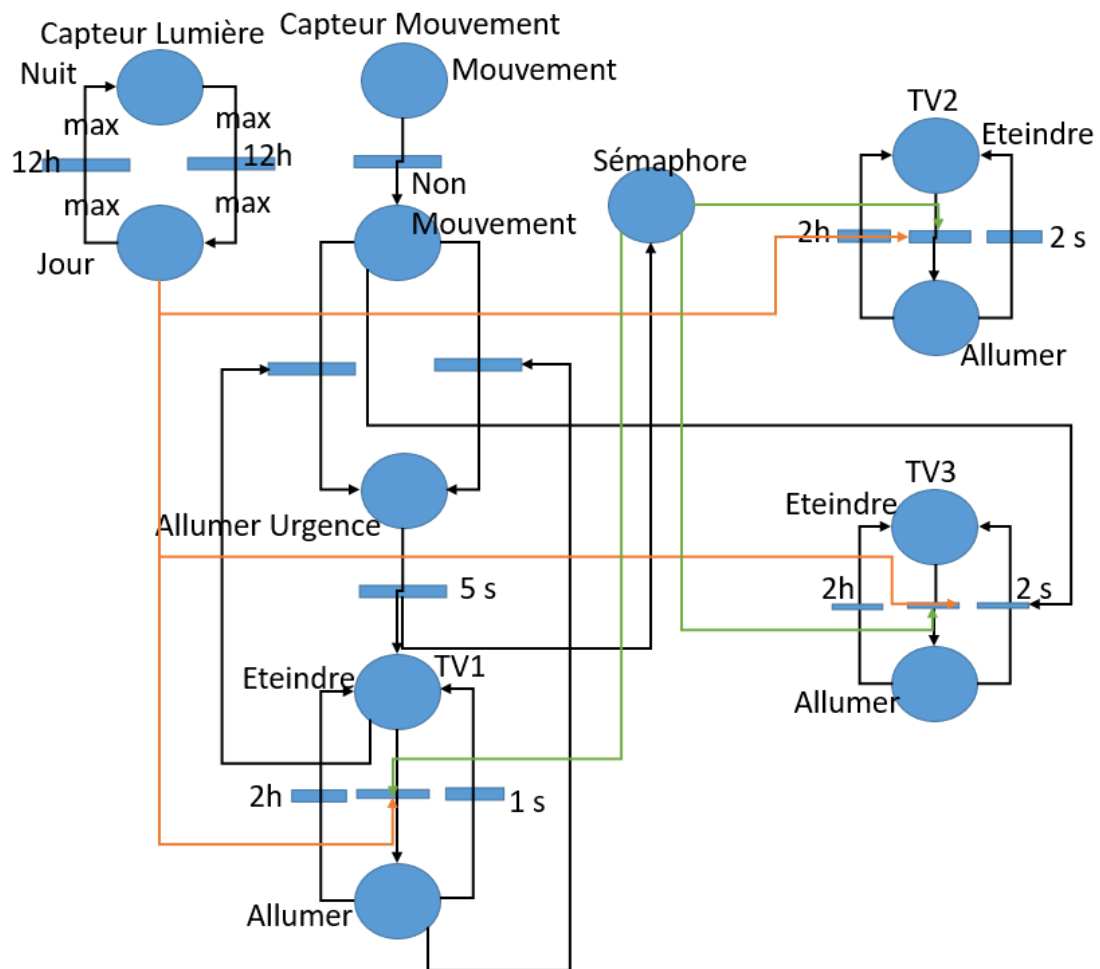 Capteur Lumière
Nuit
max
max
12h
12h
max
max
Jour
Capteur Mouvement
Mouvement
Non
Mouvement
Sémaphore
TV2
Eteindre
2h
2 s
Allumer
Allumer Urgence
5 s
TV3
Eteindre
2h
2 s
Allumer
Eteindre
TV1
2h
1 s
Allumer